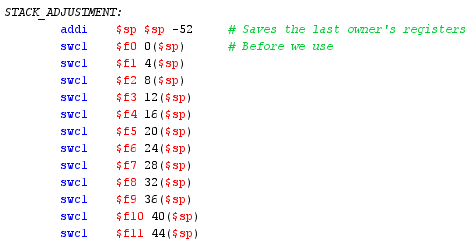 STACK_ADJUSTMENT:
addi $sp $sp -52 # Saves the last owner's registers
swc1 $f0 0($sp) # Before we use
swc1 $f1 4($sp)
swc1 $f2 8($sp)
swc1 $f3 12($sp)
swc1 $f4 16($sp)
swc1 $f5 20($sp)
swc1 $f6 24($sp)
swc1 $f7 28($sp)
swc1 $f8 32($sp)
swc1 $f9 36($sp)
swc1 $f10 40($sp)
swc1 $f11 44($sp)